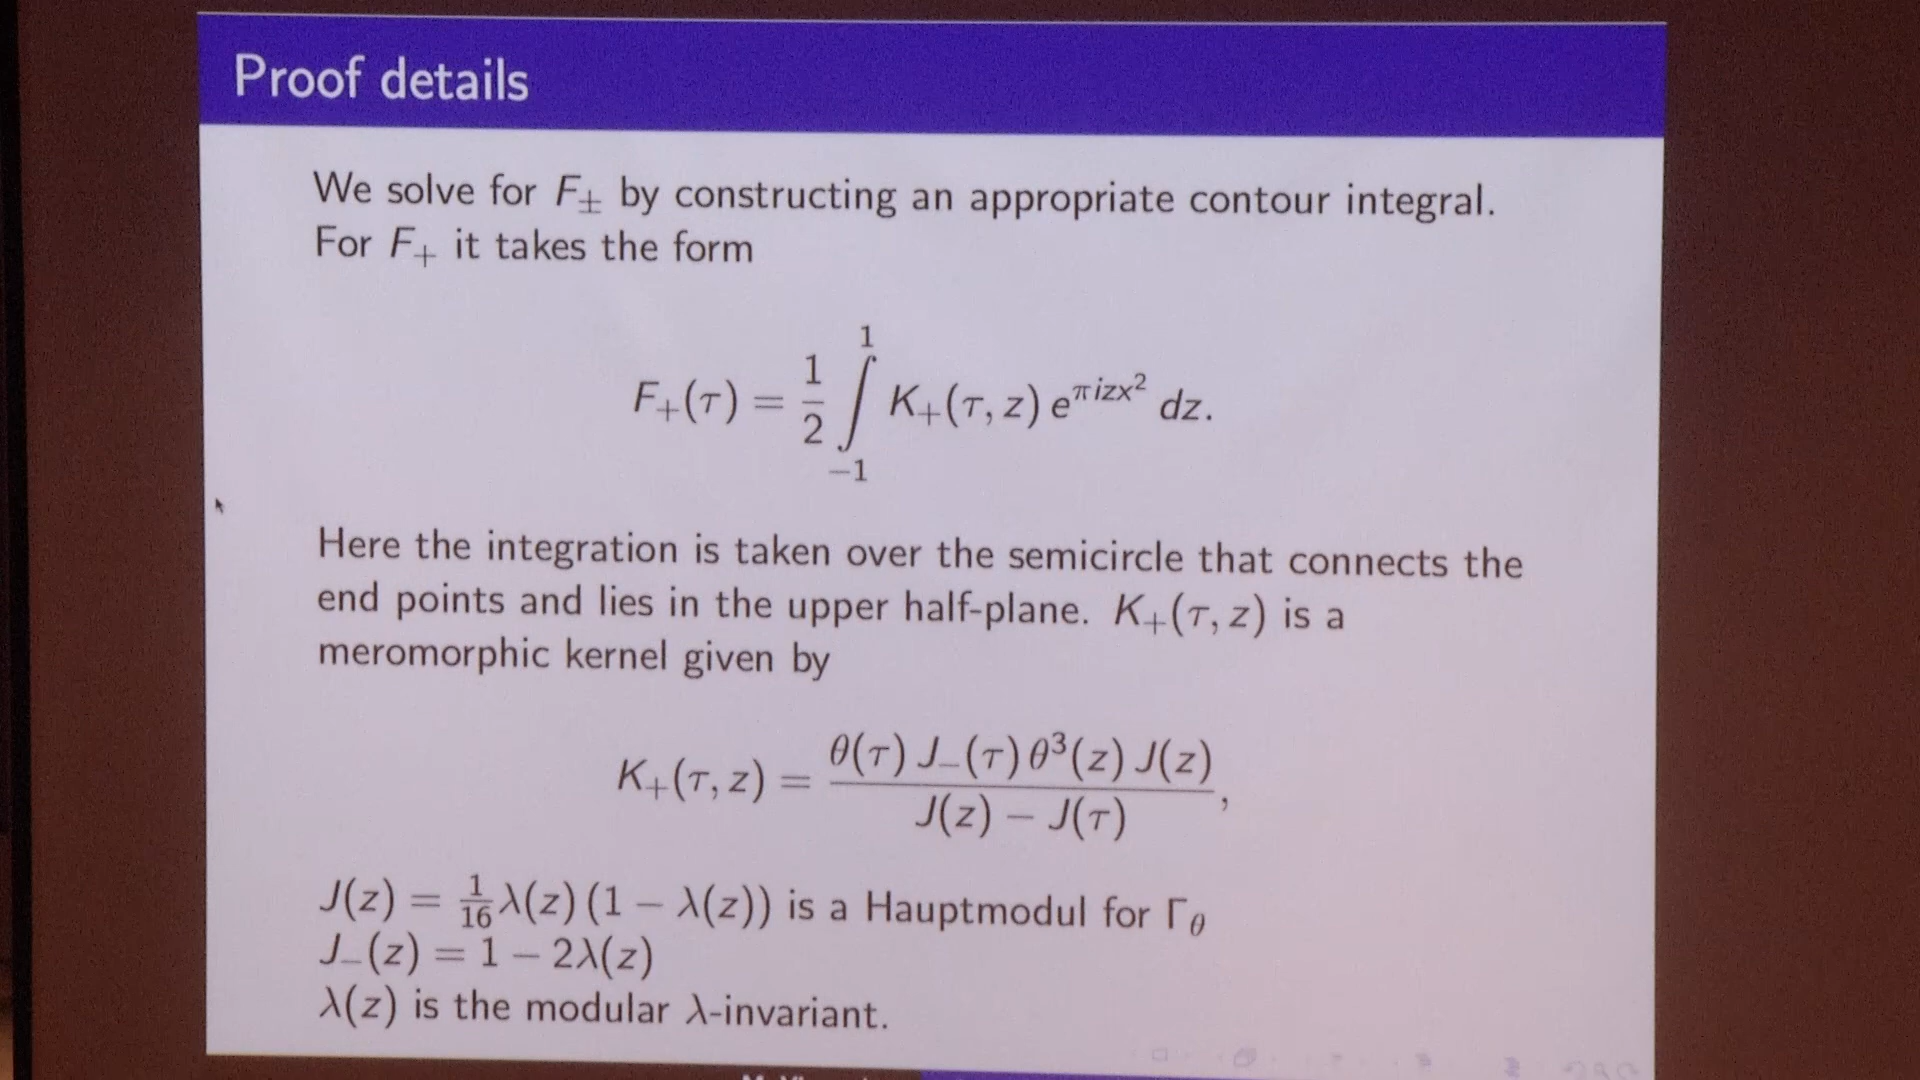 Proof details
We solve for F± by constructing an appropriate contour integral.
For F₊ it takes the form
F₊(τ) = 1/2 ∫₋₁¹ K₊(τ, z) e^{πizx²} dz.
Here the integration is taken over the semicircle that connects the
end points and lies in the upper half-plane. K₊(τ, z) is a
meromorphic kernel given by
K₊(τ, z) = θ(τ) J₋(τ) θ³(z) J(z) / J(z) − J(τ),
J(z) = 1/16 λ(z) (1 − λ(z)) is a Hauptmodul for Γ_θ
J₋(z) = 1 − 2λ(z)
λ(z) is the modular λ-invariant.